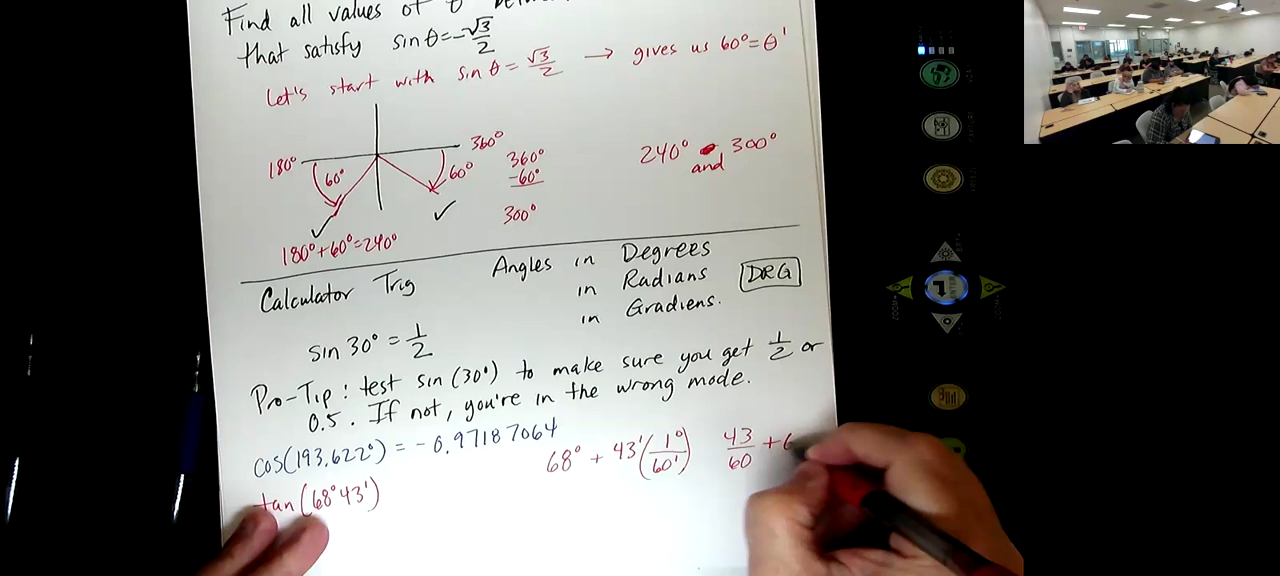 Find all values of θ
that satisfy sin θ = -√3/2
Let's start with sin θ = √3/2 → gives us 60° = θ'
180° 60° 360° 60°
360°
-60°
300°
240° and 300°
180° + 60° = 240°
Calculator Trig
Angles in Degrees
in Radians
in Gradiens.
DRG
sin 30° = 1/2
Pro-Tip: test sin(30°) to make sure you get 1/2 or
0.5. If not, you're in the wrong mode.
cos(193.622°) = -0.97187064
68° + 43'(1°/60') 43/60 + 6
tan(68°43')